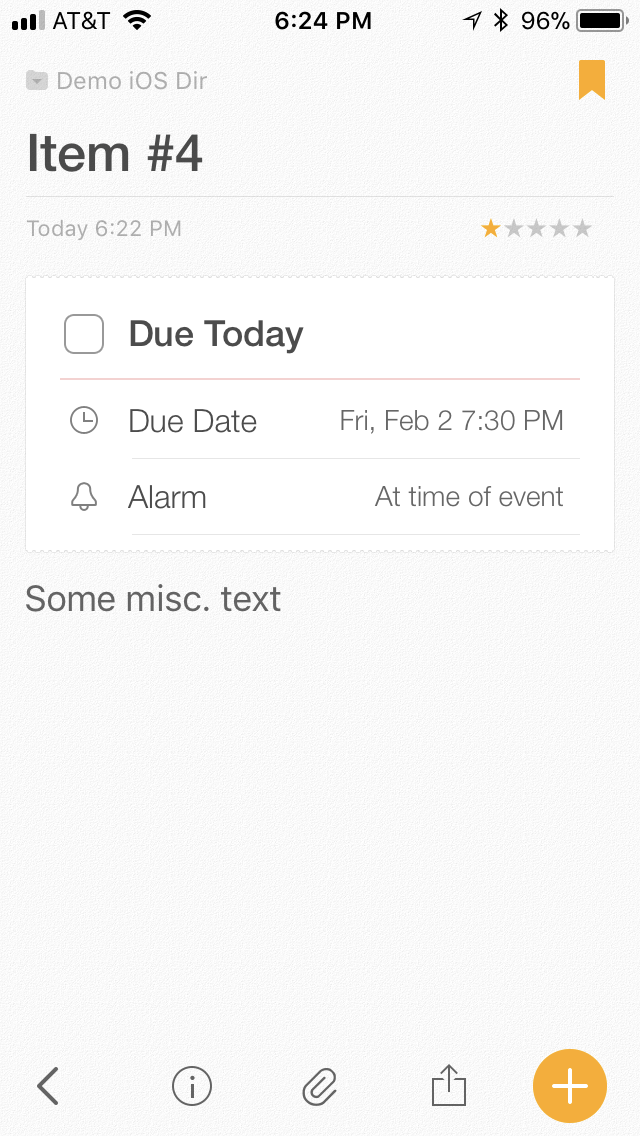 AT&T 6:24 PM 96%
Demo iOS Dir
Item #4
Today 6:22 PM
Due Today
Due Date Fri, Feb 2 7:30 PM
Alarm At time of event
Some misc. text